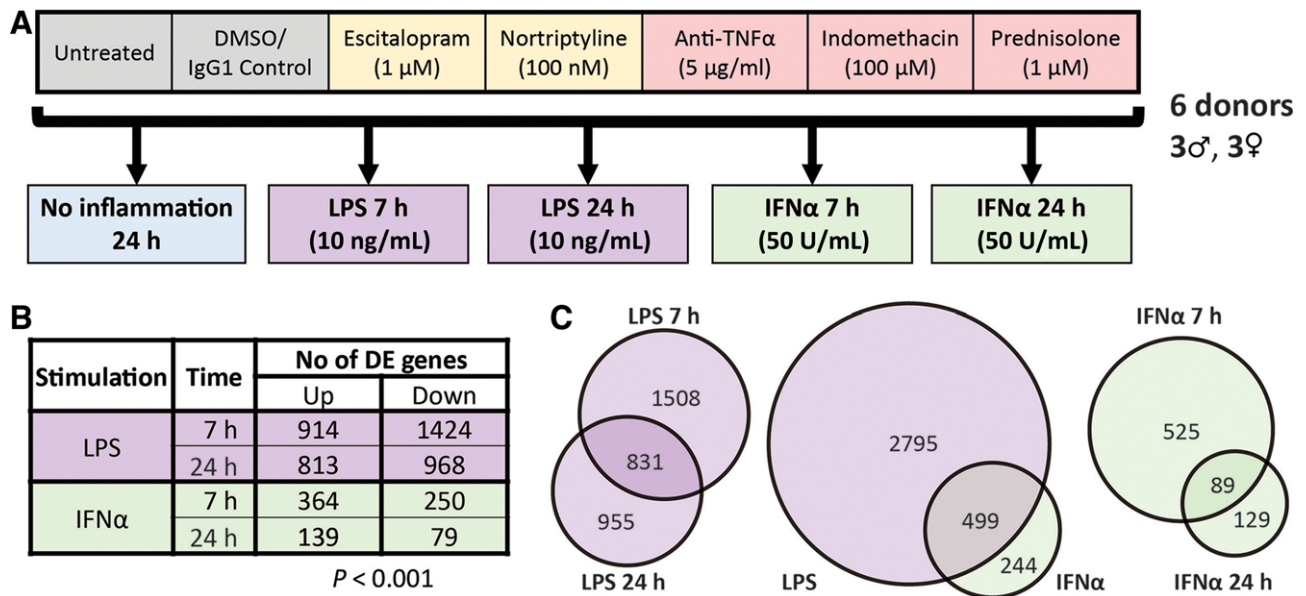 A
Untreated
DMSO/
IgG1 Control
Escitalopram
(1 µM)
Nortriptyline
(100 nM)
Anti-TNFα
(5 µg/ml)
Indomethacin
(100 µM)
Prednisolone
(1 µM)
6 donors
3♂, 3♀
No inflammation
24 h
LPS 7 h
(10 ng/mL)
LPS 24 h
(10 ng/mL)
IFNα 7 h
(50 U/mL)
IFNα 24 h
(50 U/mL)
B
Stimulation Time No of DE genes
Up Down
LPS 7 h 914 1424
24 h 813 968
IFNα 7 h 364 250
24 h 139 79
P < 0.001
C
LPS 7 h
1508
831
955
LPS 24 h
2795
499
244
LPS
IFNα
IFNα 7 h
525
89
129
IFNα 24 h